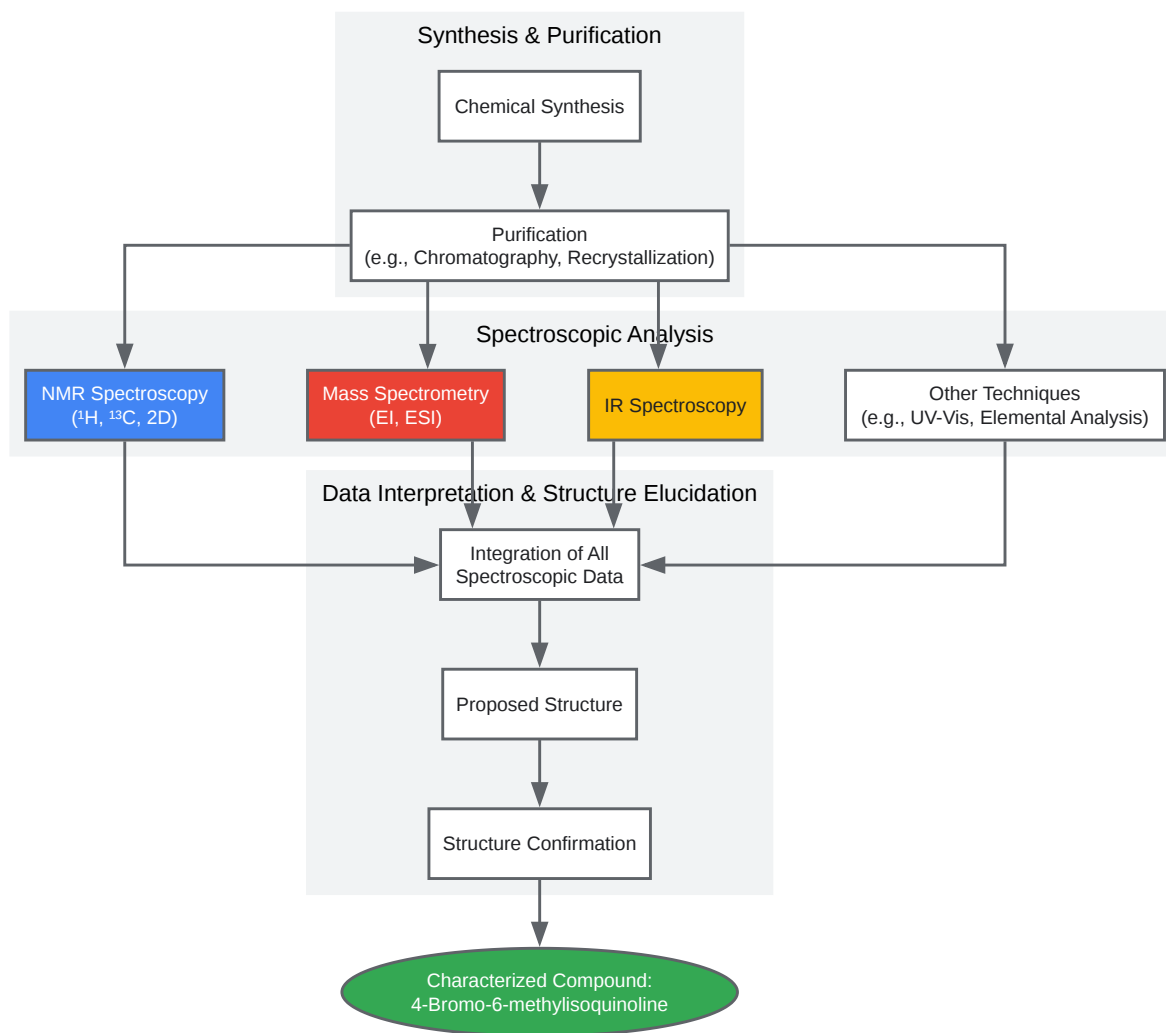 Synthesis & Purification
Chemical Synthesis
Purification
(e.g., Chromatography, Recrystallization)
Spectroscopic Analysis
NMR Spectroscopy
(¹H, ¹³C, 2D)
Mass Spectrometry
(EI, ESI)
IR Spectroscopy
Other Techniques
(e.g., UV-Vis, Elemental Analysis)
Data Interpretation & Structure Elucidation
Integration of All
Spectroscopic Data
Proposed Structure
Structure Confirmation
Characterized Compound:
4-Bromo-6-methylisoquinoline